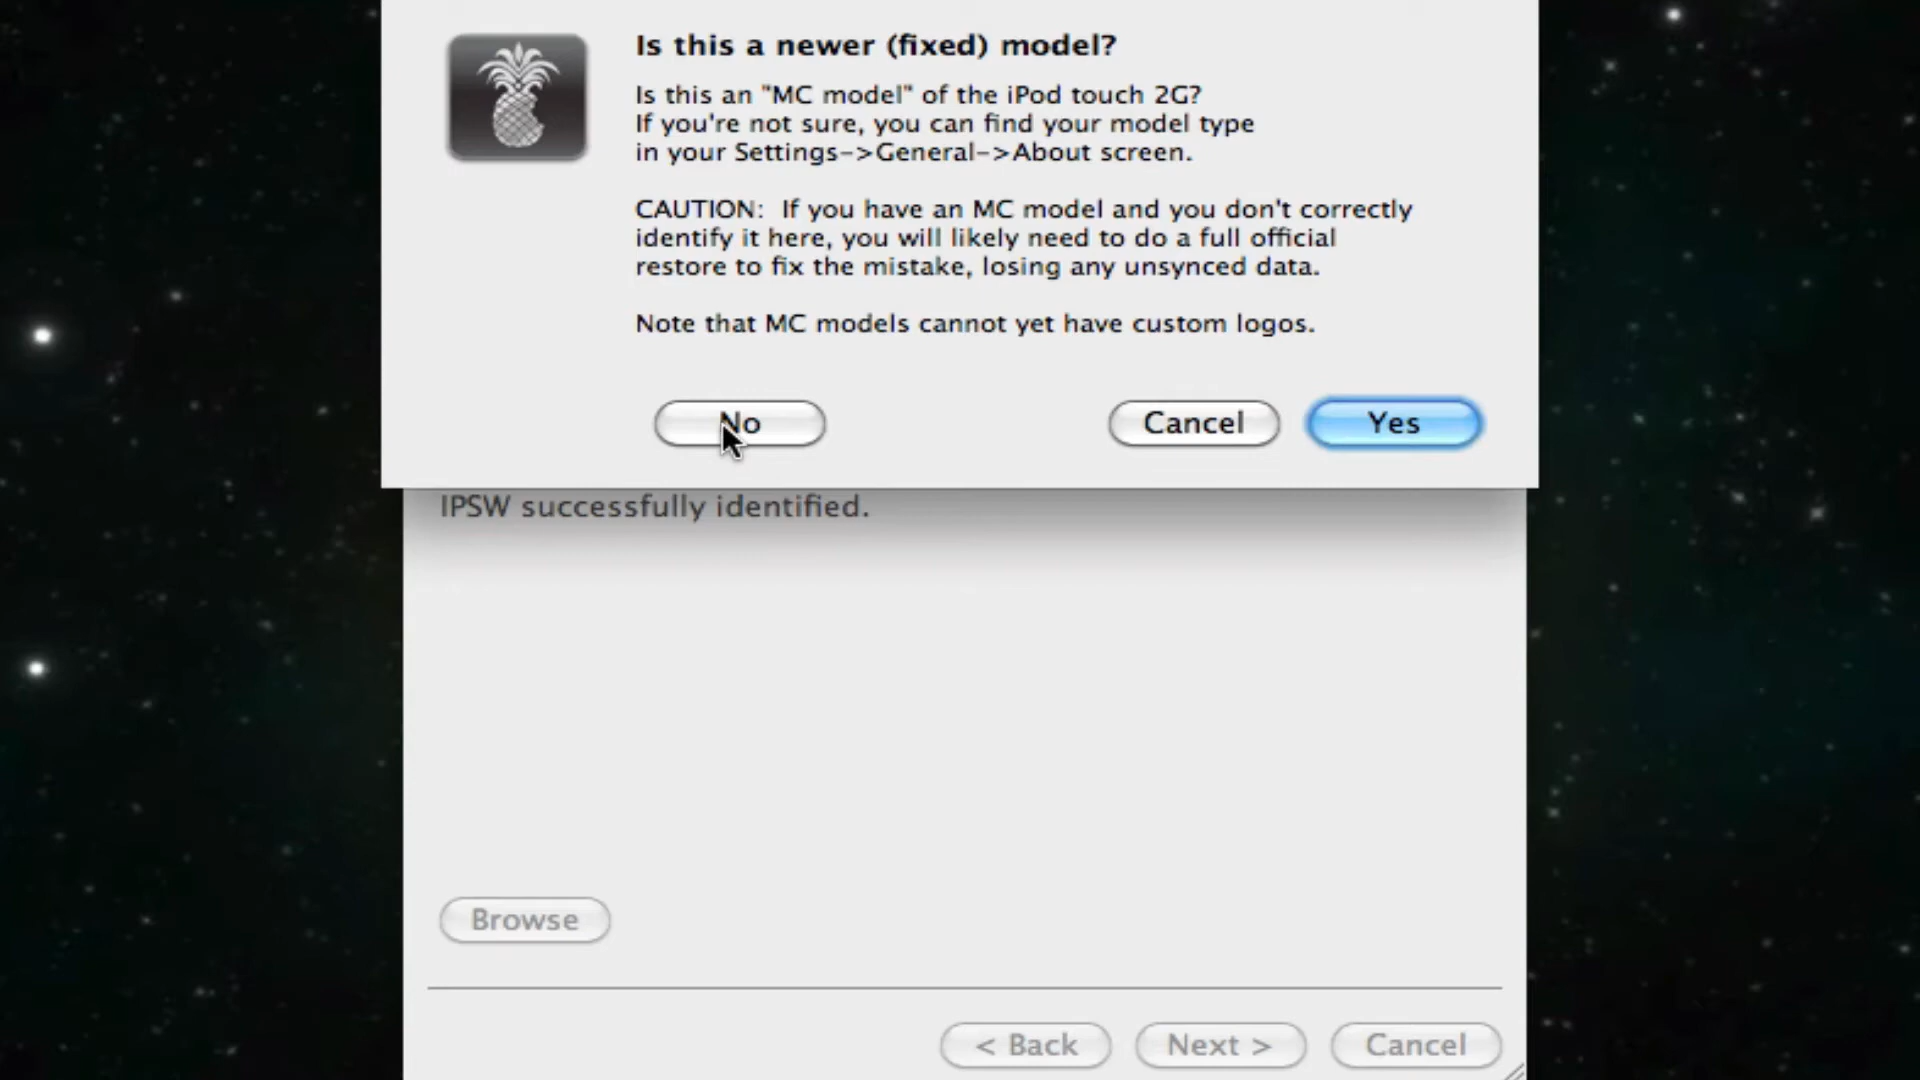 Is this a newer (fixed) model?
Is this an "MC model" of the iPod touch 2G?
If you're not sure, you can find your model type
in your Settings->General->About screen.
CAUTION:  If you have an MC model and you don't correctly
identify it here, you will likely need to do a full official
restore to fix the mistake, losing any unsynced data.
Note that MC models cannot yet have custom logos.
No
Cancel
Yes
IPSW successfully identified.
Browse
< Back
Next >
Cancel